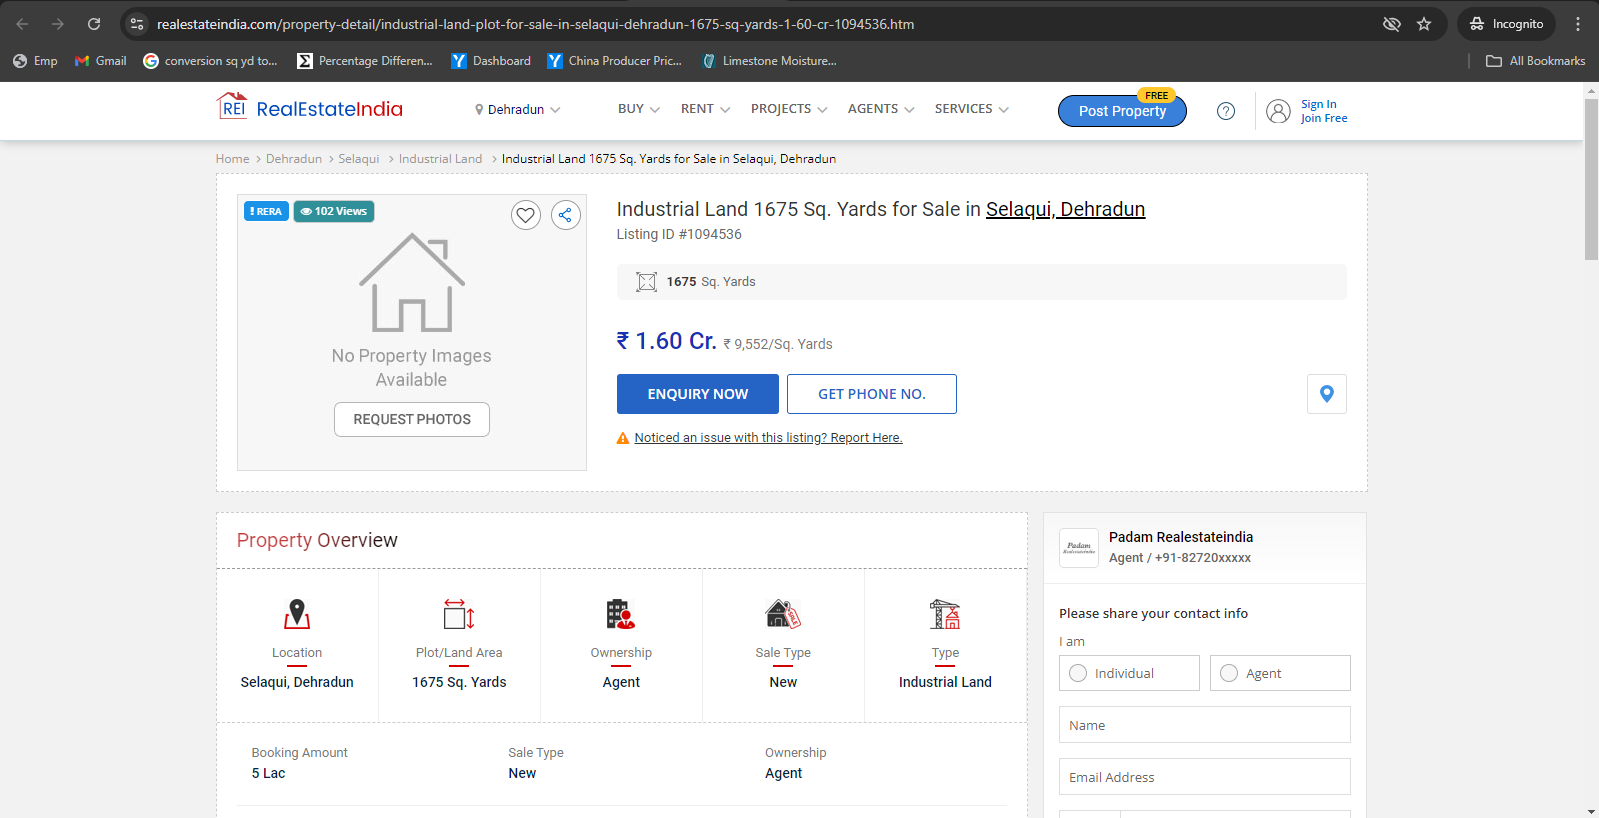 realestateindia.com/property-detail/industrial-land-plot-for-sale-in-selaqui-dehradun-1675-sq-yards-1-60-cr-1094536.htm
Incognito
Emp
Gmail
conversion sq yd to...
Percentage Differen...
Dashboard
China Producer Pric...
Limestone Moisture...
All Bookmarks
REI RealEstateIndia
Dehradun
BUY
RENT
PROJECTS
AGENTS
SERVICES
FREE
Post Property
?
Sign In
Join Free
Home > Dehradun > Selaqui > Industrial Land > Industrial Land 1675 Sq. Yards for Sale in Selaqui, Dehradun
! RERA
102 Views
No Property Images
Available
REQUEST PHOTOS
Industrial Land 1675 Sq. Yards for Sale in Selaqui, Dehradun
Listing ID #1094536
1675 Sq. Yards
₹ 1.60 Cr. ₹ 9,552/Sq. Yards
ENQUIRY NOW
GET PHONE NO.
Noticed an issue with this listing? Report Here.
Property Overview
Location
Selaqui, Dehradun
Plot/Land Area
1675 Sq. Yards
Ownership
Agent
SALE
Sale Type
New
Type
Industrial Land
Booking Amount
5 Lac
Sale Type
New
Ownership
Agent
Padam
Realestateindia
Padam Realestateindia
Agent / +91-82720xxxxx
Please share your contact info
I am
Individual
Agent
Name
Email Address